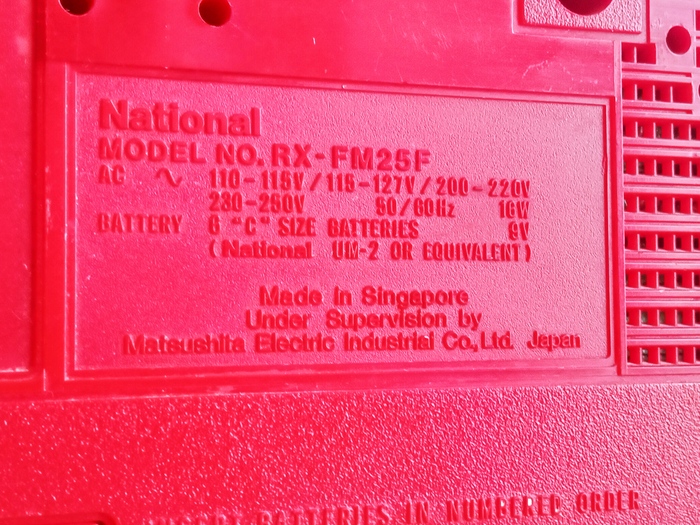 National
MODEL NO. RX-FM25F
AC ∿ 110-115V/115-127V/200-220V
230-250V 50/60Hz 16W
BATTERY 6 "C" SIZE BATTERIES 9V
(National UM-2 OR EQUIVALENT)
Made in Singapore
Under Supervision by
Matsushita Electric Industrial Co., Ltd. Japan
INSERT BATTERIES IN NUMBERED ORDER